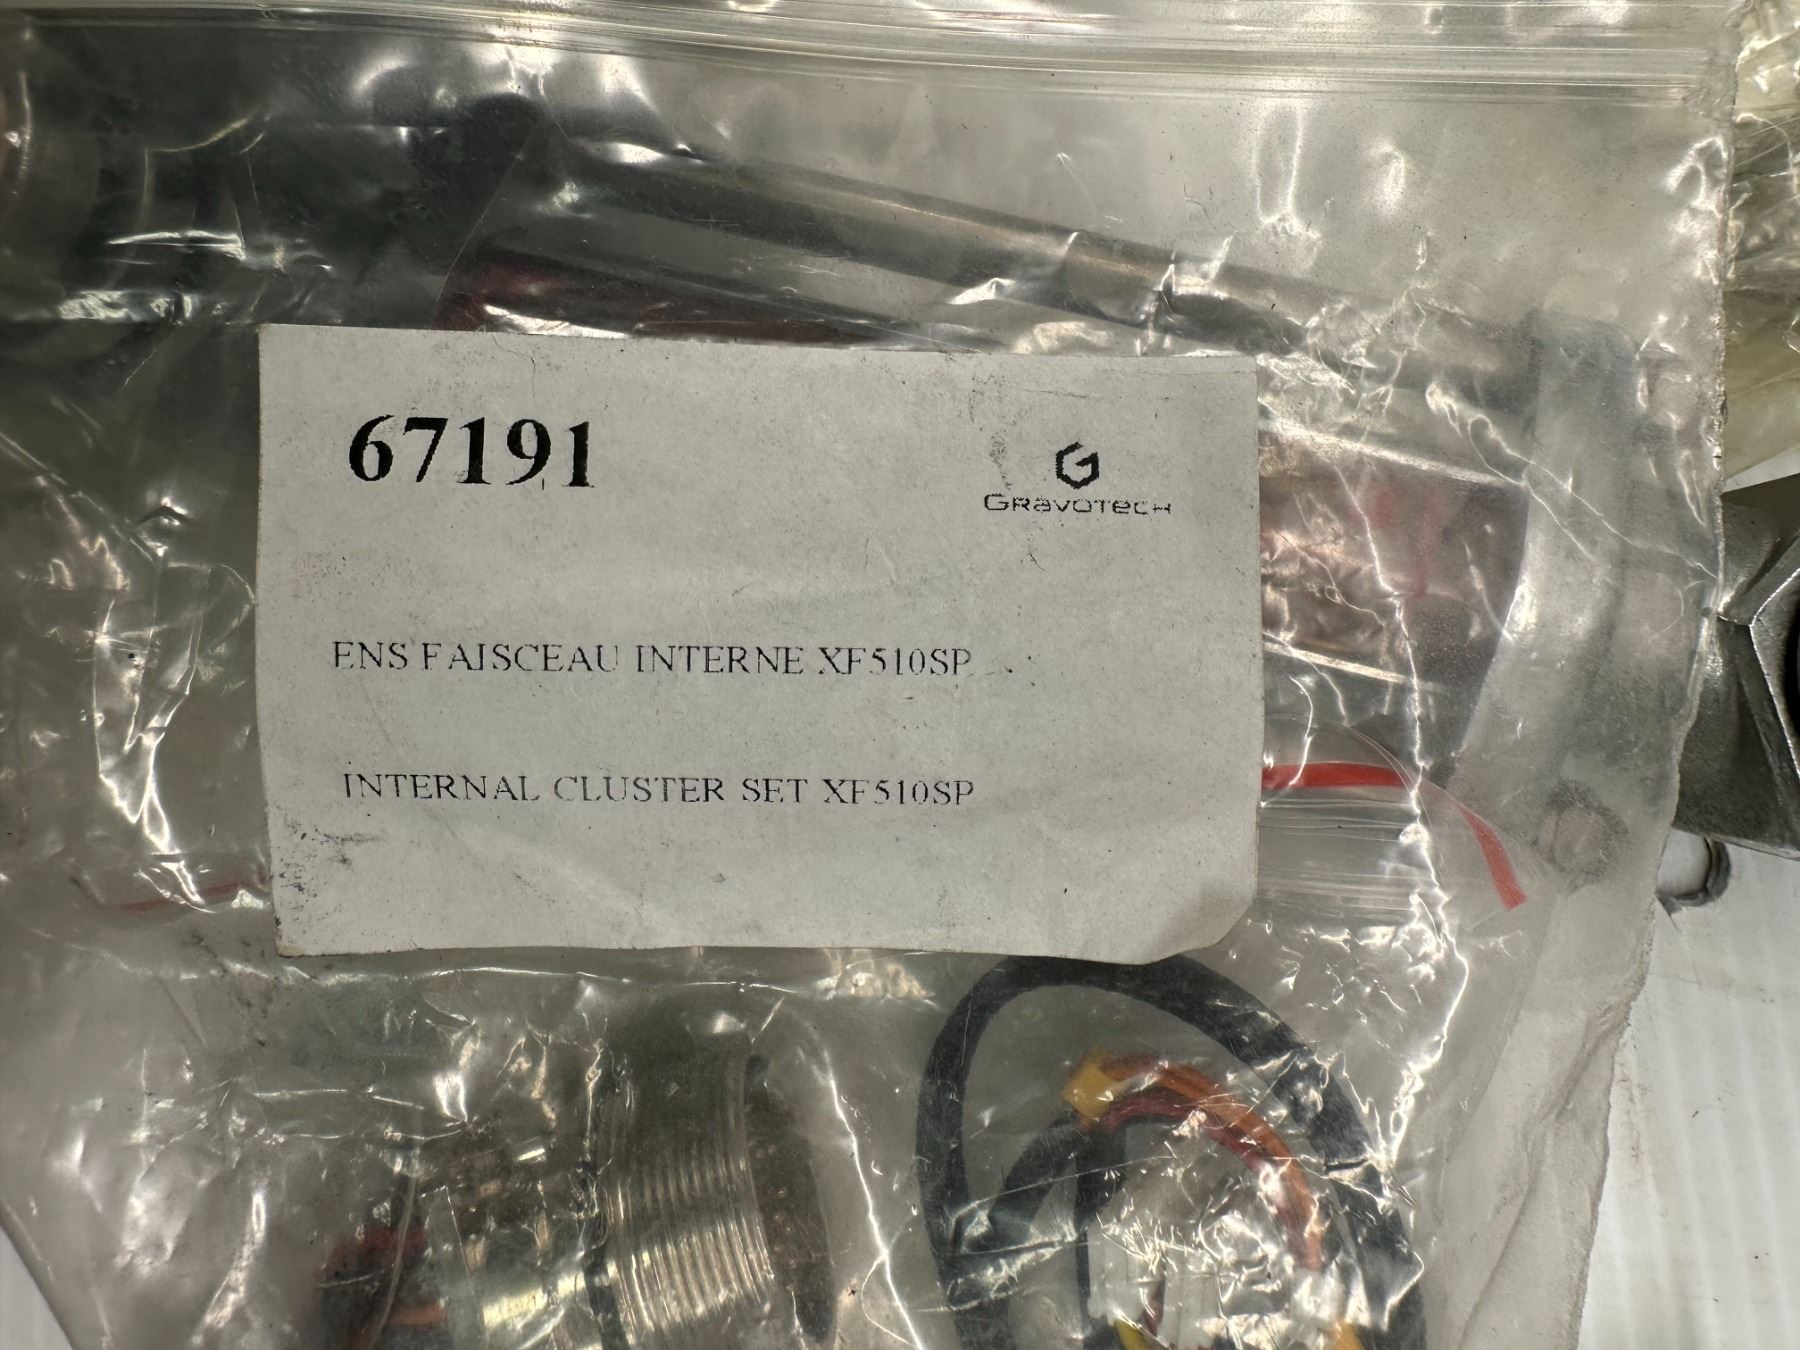 67191
Gravotech
ENS FAISCEAU INTERNE XF510SP
INTERNAL CLUSTER SET XF510SP